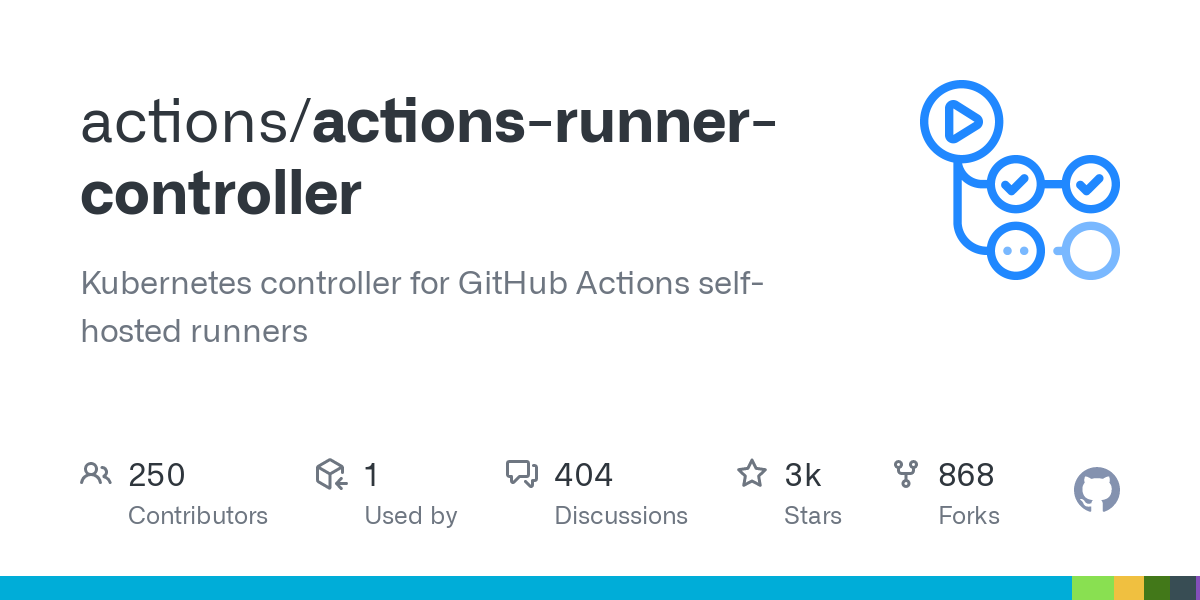 actions/actions-runner-
controller
Kubernetes controller for GitHub Actions self-
hosted runners
250 1 404 3k 868
Contributors Used by Discussions Stars Forks